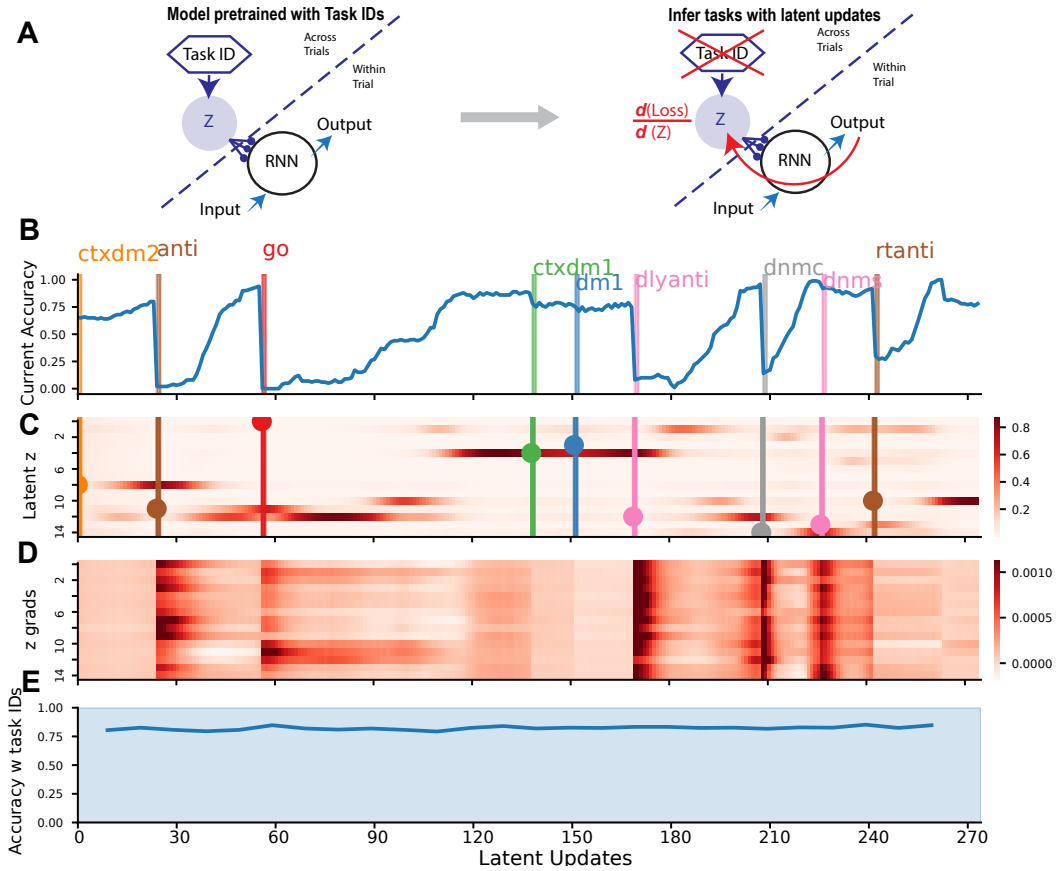 A
Model pretrained with Task IDs
Task ID
Across
Trials
Within
Trial
Z
Output
RNN
Input
Infer tasks with latent updates
Task ID
Across
Trials
Within
Trial
d(Loss)
d (Z)
Z
Output
RNN
Input
B
ctxdm2
anti
go
ctxdm1
dm1
dlyanti
dnmc
dnms
rtanti
Current Accuracy
1.00
0.75
0.50
0.25
0.00
C
Latent z
2
6
10
14
0.8
0.6
0.4
0.2
D
z grads
2
6
10
14
0.0010
0.0005
0.0000
E
Accuracy w task IDs
1.00
0.75
0.50
0.25
0.00
0 30 60 90 120 150 180 210 240 270
Latent Updates